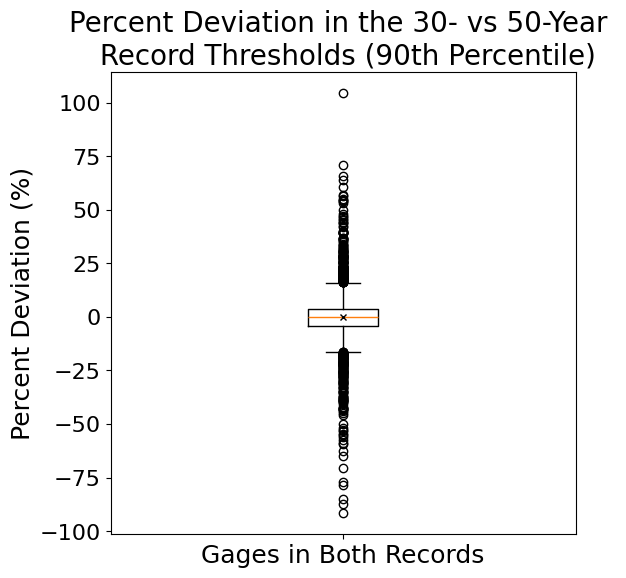 Percent Deviation in the 30- vs 50-Year
Record Thresholds (90th Percentile)
Percent Deviation (%)
100
75
50
25
0
−25
−50
−75
−100
Gages in Both Records